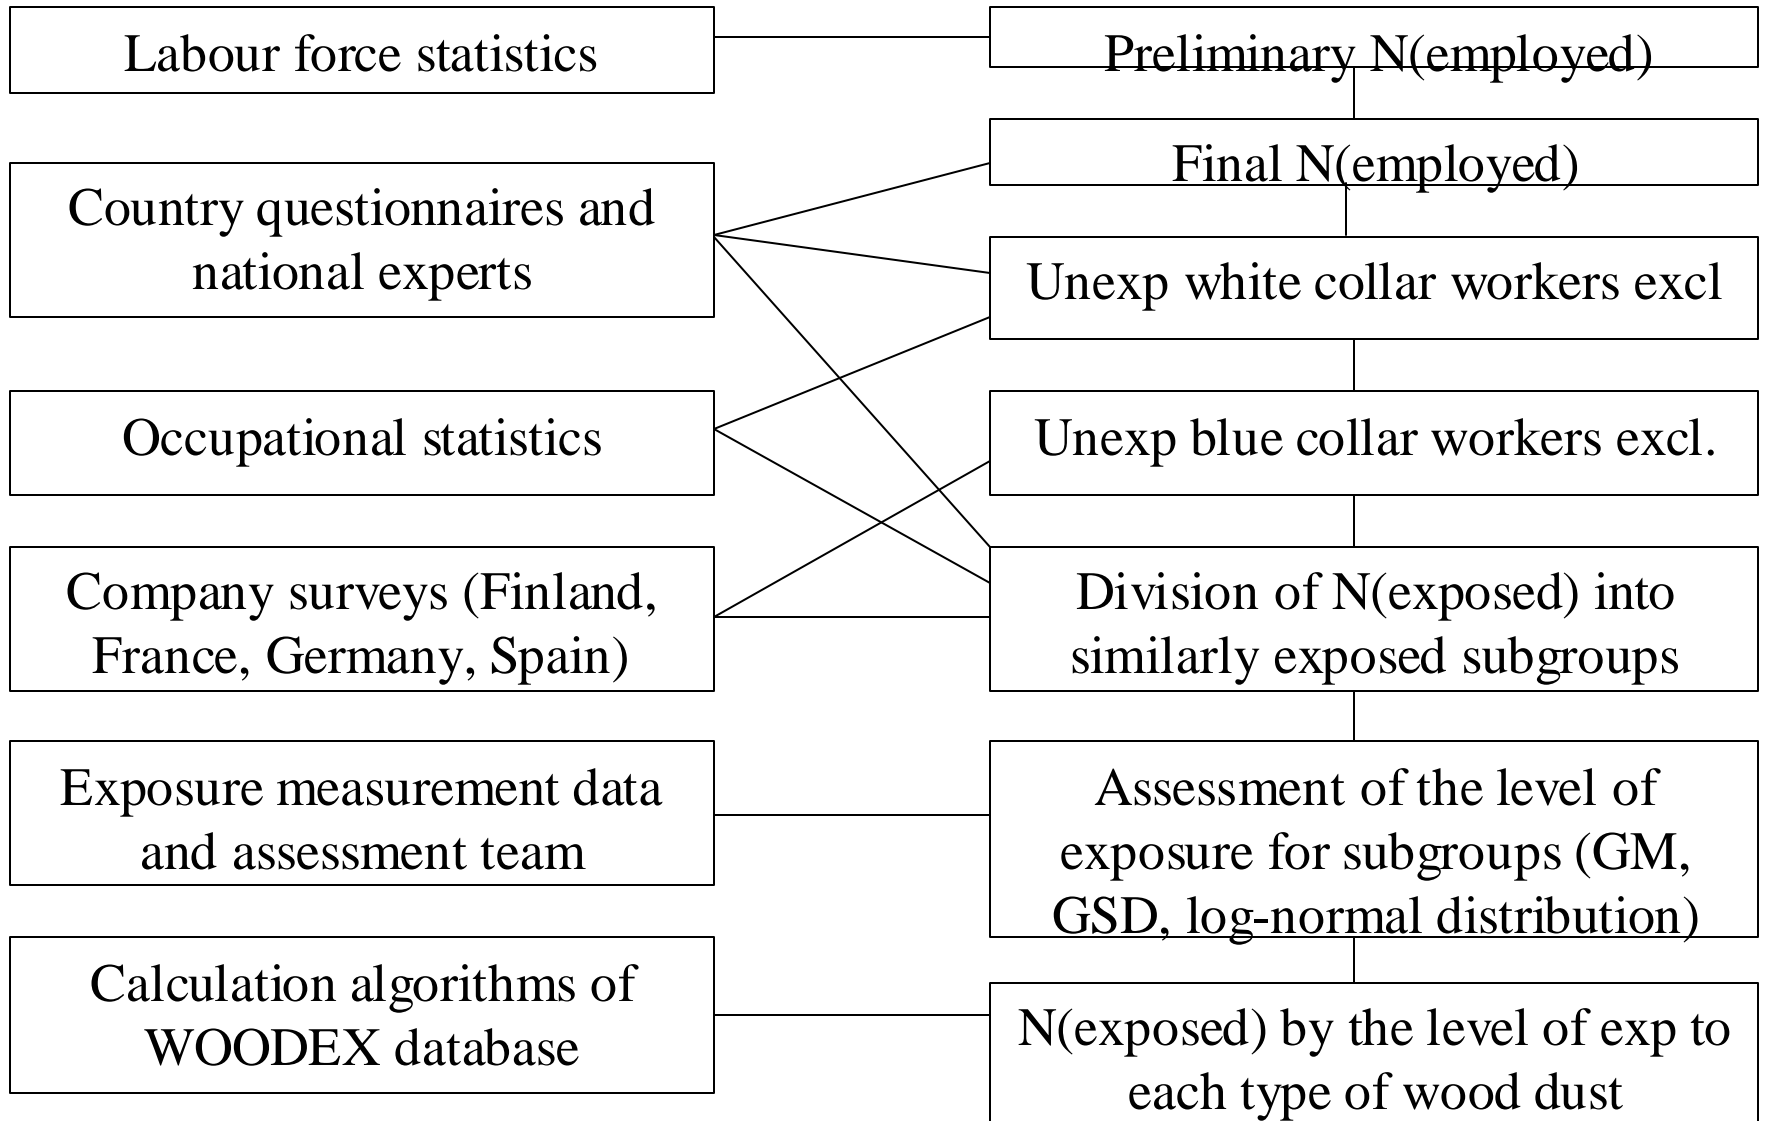 Labour force statistics
Preliminary N(employed)
Final N(employed)
Country questionnaires and
national experts
Unexp white collar workers excl
Occupational statistics
Unexp blue collar workers excl.
Company surveys (Finland,
France, Germany, Spain)
Division of N(exposed) into
similarly exposed subgroups
Exposure measurement data
and assessment team
Assessment of the level of
exposure for subgroups (GM,
GSD, log-normal distribution)
Calculation algorithms of
WOODEX database
N(exposed) by the level of exp to
each type of wood dust